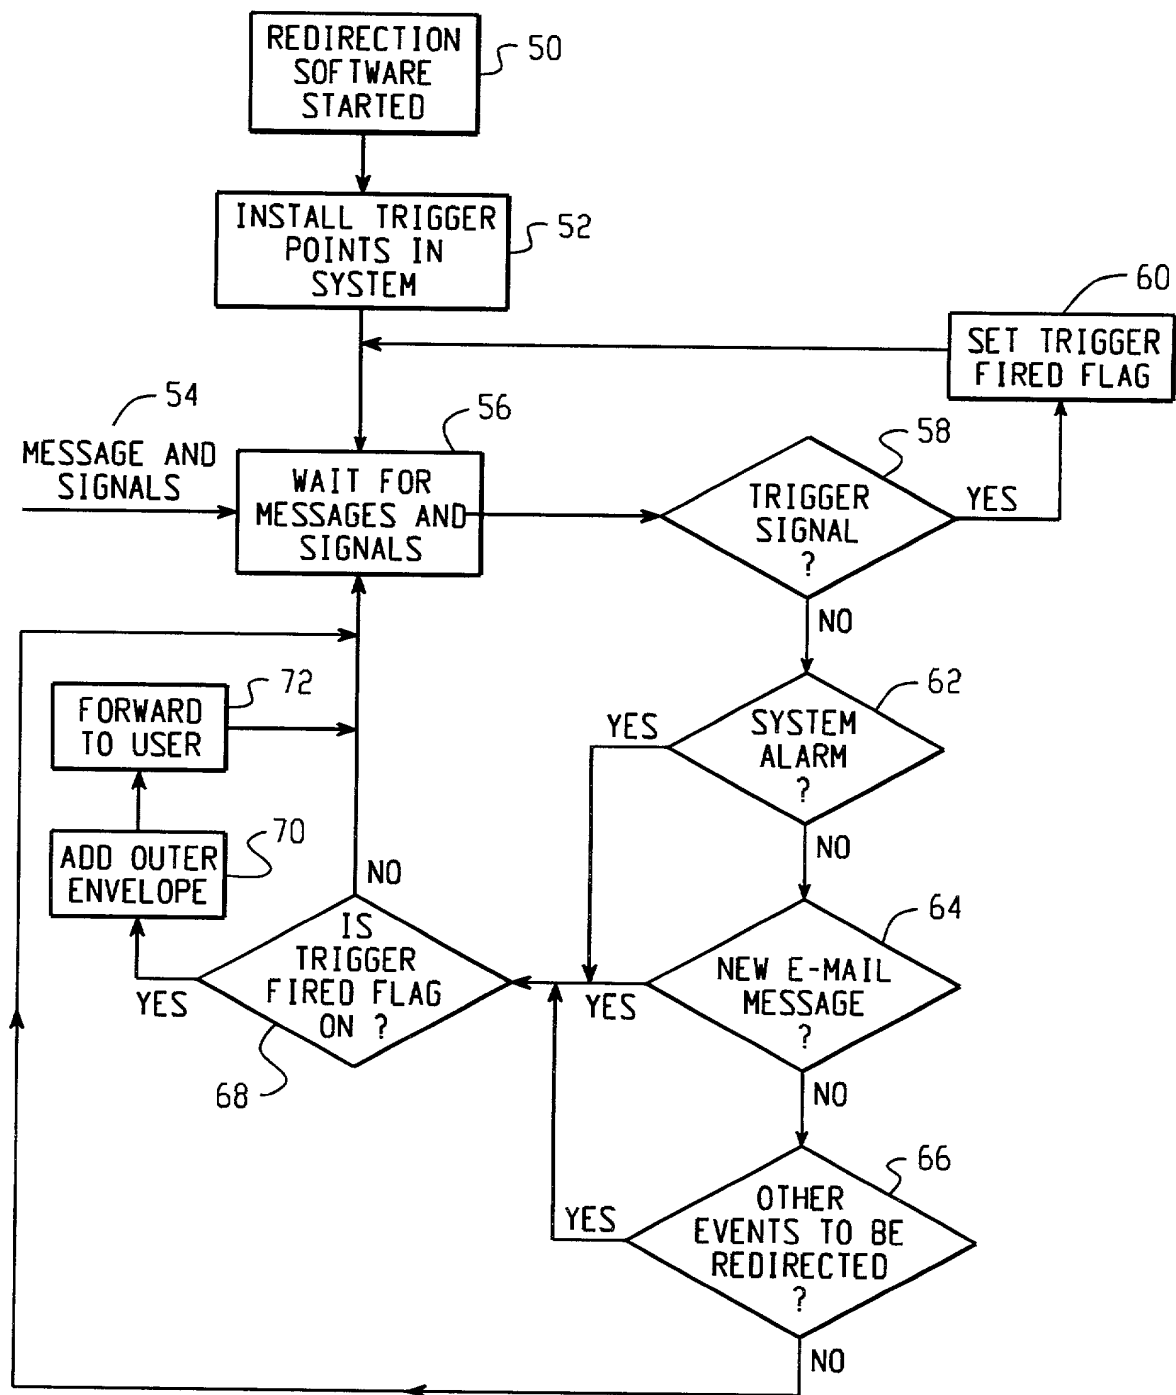 REDIRECTION
SOFTWARE
STARTED
50
INSTALL TRIGGER
POINTS IN
SYSTEM
52
60
SET TRIGGER
FIRED FLAG
54
MESSAGE AND
SIGNALS
56
WAIT FOR
MESSAGES AND
SIGNALS
58
TRIGGER
SIGNAL
?
YES
NO
62
SYSTEM
ALARM
?
YES
NO
72
FORWARD
TO USER
70
ADD OUTER
ENVELOPE
NO
IS
TRIGGER
FIRED FLAG
ON ?
YES
68
64
NEW E-MAIL
MESSAGE
?
YES
NO
66
OTHER
EVENTS TO BE
REDIRECTED
?
YES
NO